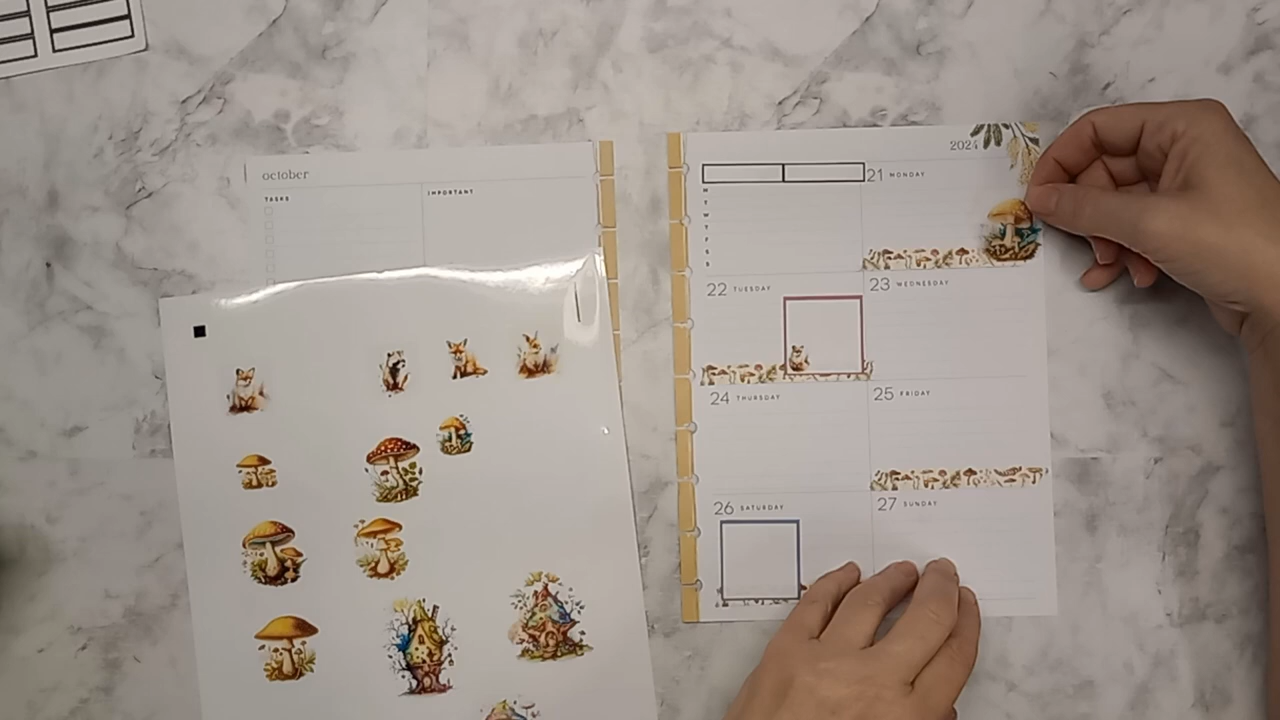 october
TASKS
IMPORTANT
2024
21 MONDAY
M
T
W
T
F
S
S
22 TUESDAY
23 WEDNESDAY
24 THURSDAY
25 FRIDAY
26 SATURDAY
27 SUNDAY